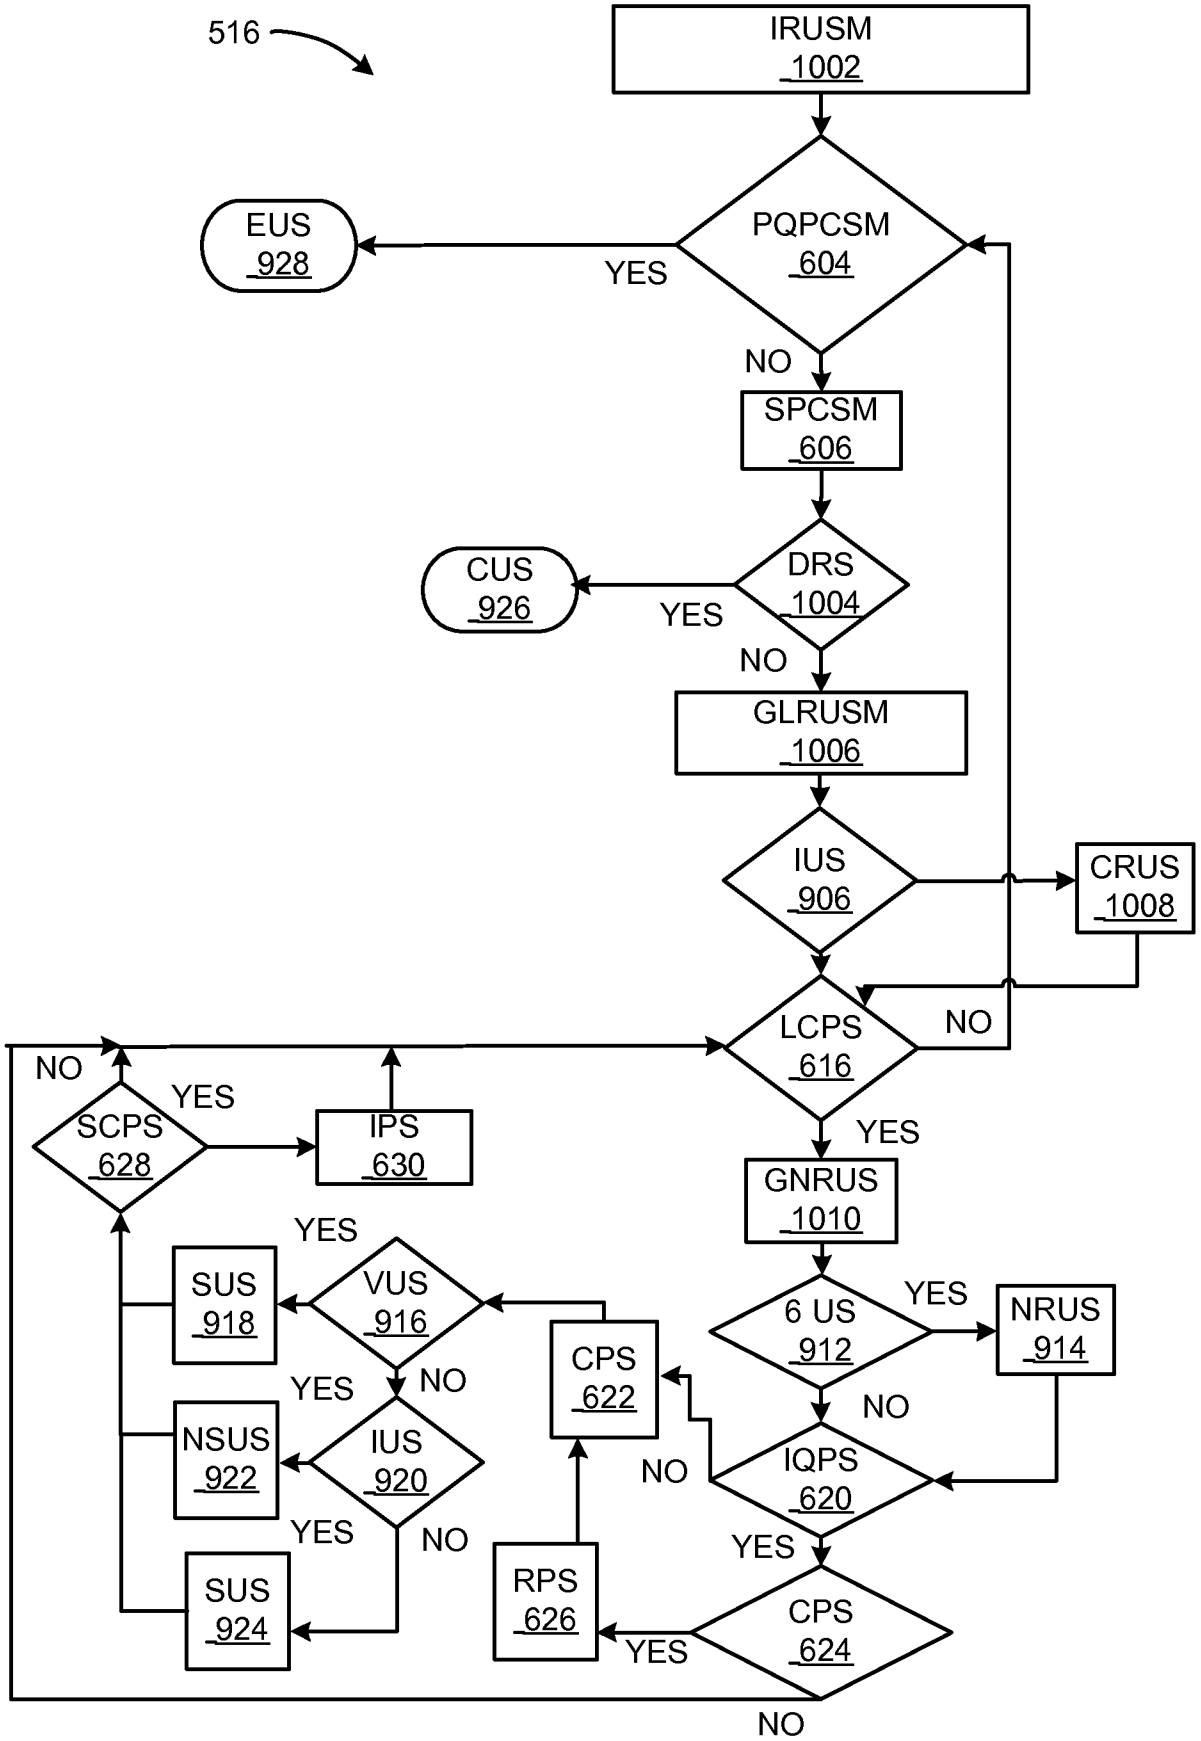 516
IRUSM
1002
PQPCSM
604
EUS
928
YES
NO
SPCSM
606
DRS
1004
CUS
926
YES
NO
GLRUSM
1006
IUS
906
CRUS
1008
LCPS
616
NO
YES
NO
SCPS
628
YES
IPS
630
GNRUS
1010
6 US
912
YES
NRUS
914
NO
YES
VUS
916
SUS
918
NO
CPS
622
YES
IUS
920
NSUS
922
NO
IQPS
620
NO
YES
YES
SUS
924
RPS
626
YES
CPS
624
NO